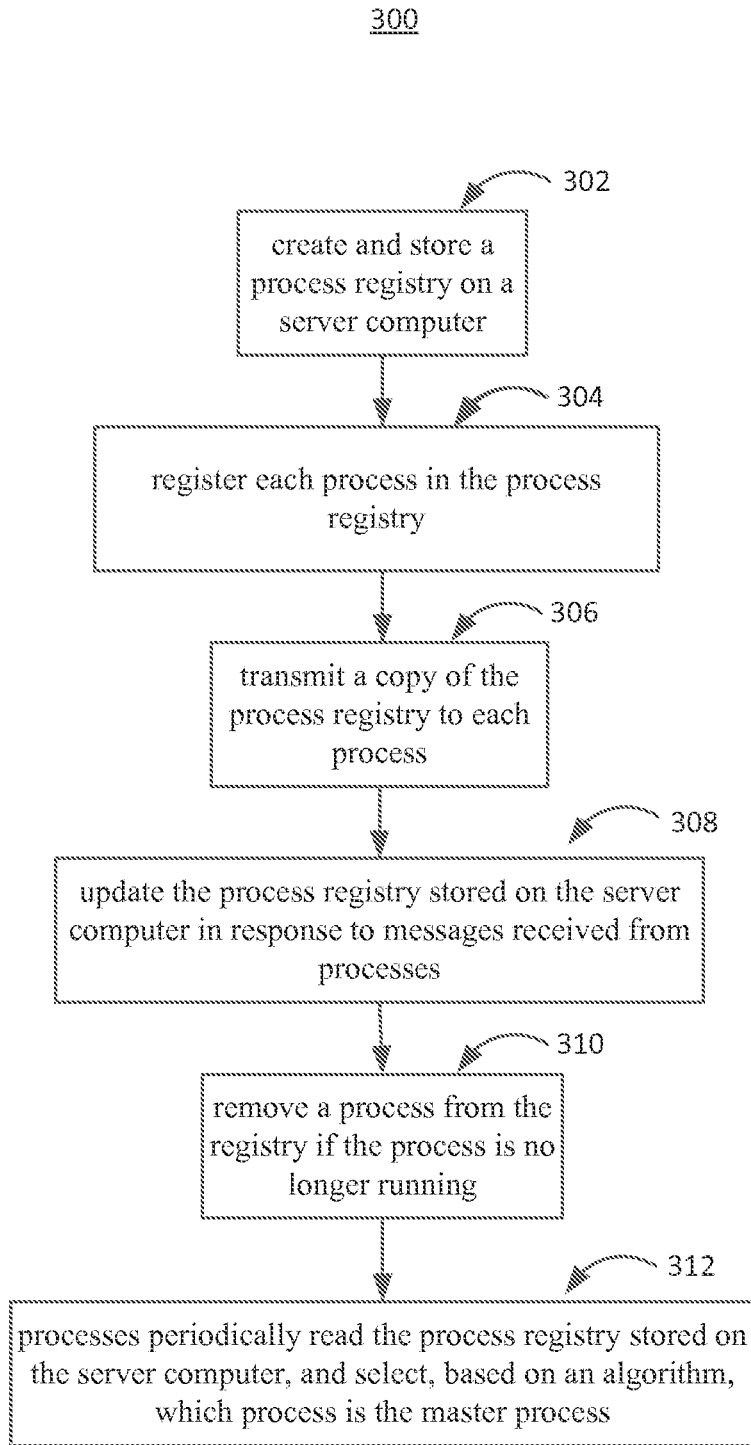 300
302
create and store a
process registry on a
server computer
304
register each process in the process
registry
306
transmit a copy of the
process registry to each
process
308
update the process registry stored on the server
computer in response to messages received from
processes
310
remove a process from the
registry if the process is no
longer running
312
processes periodically read the process registry stored on
the server computer, and select, based on an algorithm,
which process is the master process